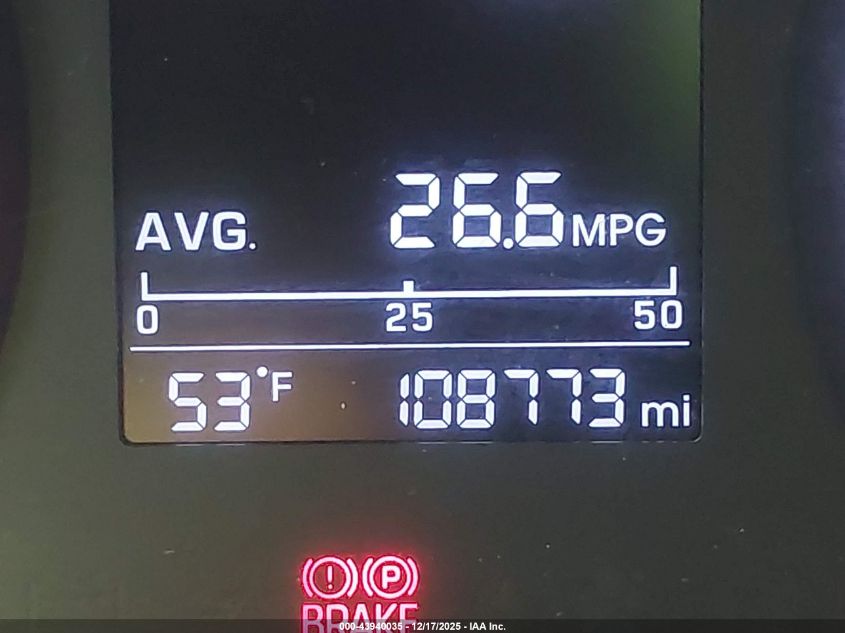 AVG. 26.6 MPG
0 25 50
53°F 108773 mi
! P
BRAKE
000-43940035 - 12/17/2025 - IAA Inc.